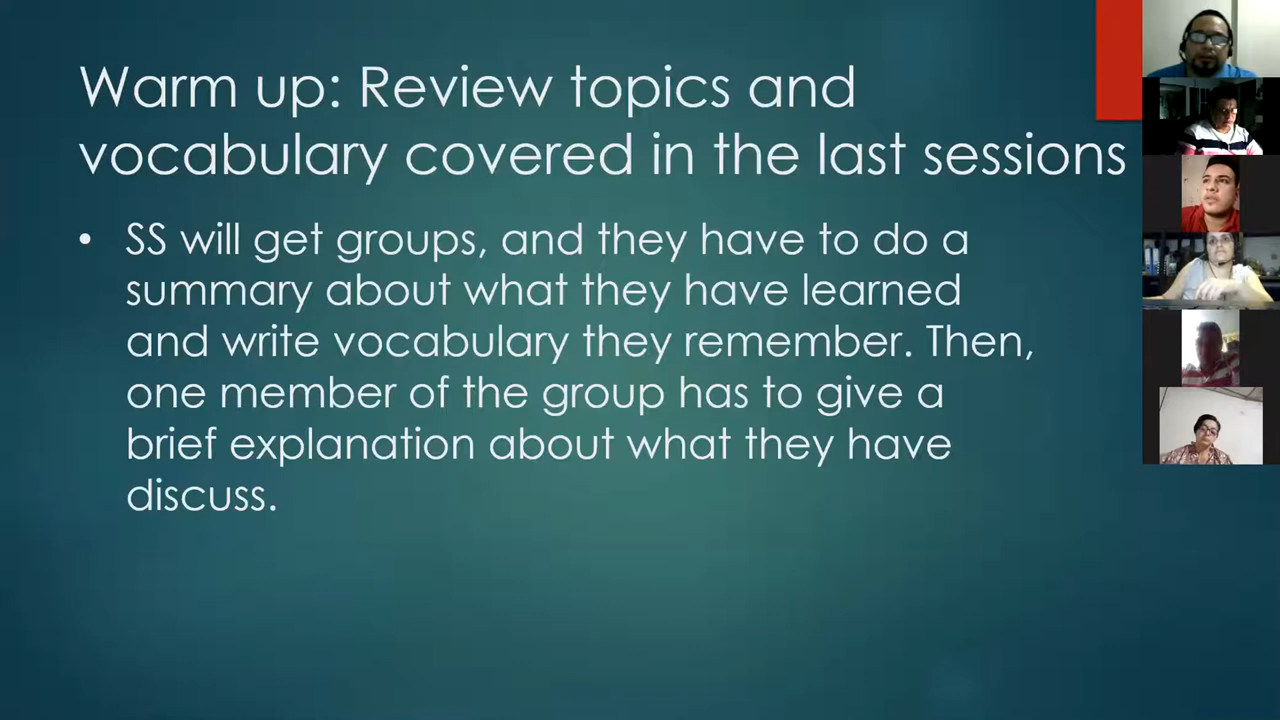 Warm up: Review topics and
vocabulary covered in the last sessions
• SS will get groups, and they have to do a
summary about what they have learned
and write vocabulary they remember. Then,
one member of the group has to give a
brief explanation about what they have
discuss.